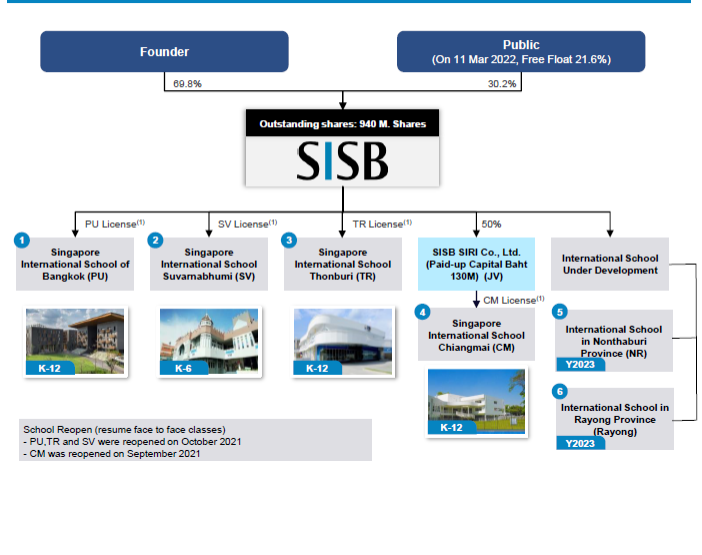 Founder
Public
(On 11 Mar 2022, Free Float 21.6%)
69.8%
30.2%
Outstanding shares: 940 M. Shares
SISB
PU License(1)
SV License(1)
TR License(1)
50%
1
Singapore
International School of
Bangkok (PU)
2
Singapore
International School
Suvarnabhumi (SV)
3
Singapore
International School
Thonburi (TR)
SISB SIRI Co., Ltd.
(Paid-up Capital Baht
130M) (JV)
International School
Under Development
CM License(1)
4
Singapore
International School
Chiangmai (CM)
5
International School
in Nonthaburi
Province (NR)
Y2023
K-12
K-6
K-12
6
International School in
Rayong Province
(Rayong)
Y2023
K-12
School Reopen (resume face to face classes)
- PU,TR and SV were reopened on October 2021
- CM was reopened on September 2021